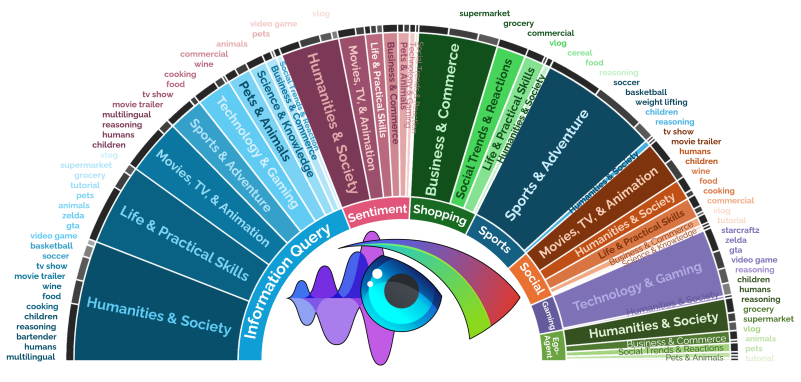 multilingual
humans
bartender
reasoning
children
cooking
food
wine
movie trailer
tv show
soccer
basketball
video game
gta
zelda
animals
pets
tutorial
grocery
supermarket
vlog
children
humans
reasoning
multilingual
movie trailer
tv show
food
cooking
wine
commercial
animals
pets
video game
vlog
supermarket
grocery
commercial
vlog
cereal
food
reasoning
soccer
basketball
weight lifting
children
reasoning
tv show
movie trailer
humans
children
wine
food
cooking
commercial
vlog
tutorial
starcraft2
zelda
gta
video game
reasoning
children
humans
reasoning
grocery
supermarket
vlog
animals
pets
tutorial
Information Query
Humanities & Society
Life & Practical Skills
Movies, TV, & Animation
Sports & Adventure
Technology & Gaming
Pets & Animals
Science & Knowledge
Business & Commerce
Social Trends & Reactions
Sentiment
Humanities & Society
Movies, TV, & Animation
Life & Practical Skills
Business & Commerce
Pets & Animals
Technology & Gaming
Shopping
Business & Commerce
Social Trends & Reactions
Life & Practical Skills
Humanities & Society
Sports
Sports & Adventure
Humanities & Society
Social
Movies, TV, & Animation
Humanities & Society
Life & Practical Skills
Business & Commerce
Science & Knowledge
Gaming
Technology & Gaming
Humanities & Society
Ego-
Agent
Humanities & Society
Business & Commerce
Social Trends & Reactions
Pets & Animals